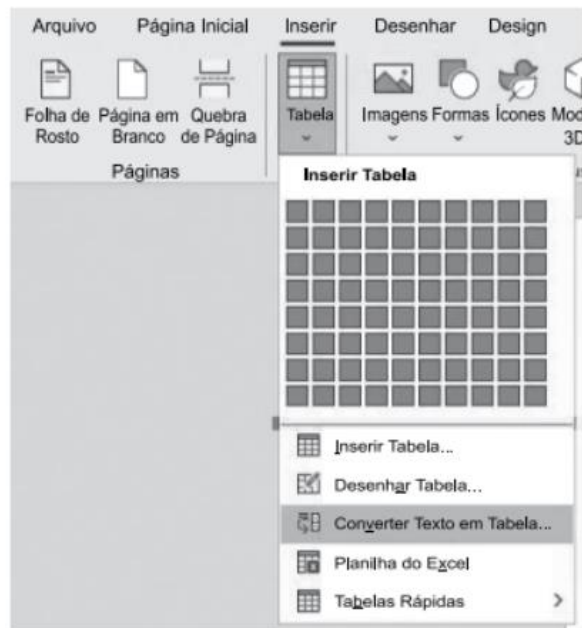 Arquivo Página Inicial Inserir Desenhar Design
Folha de Rosto
Página em Branco
Quebra de Página
Tabela
Imagens
Formas
Ícones
3D
Páginas
Inserir Tabela
Inserir Tabela...
Desenhar Tabela...
Converter Texto em Tabela...
Planilha do Excel
Tabelas Rápidas